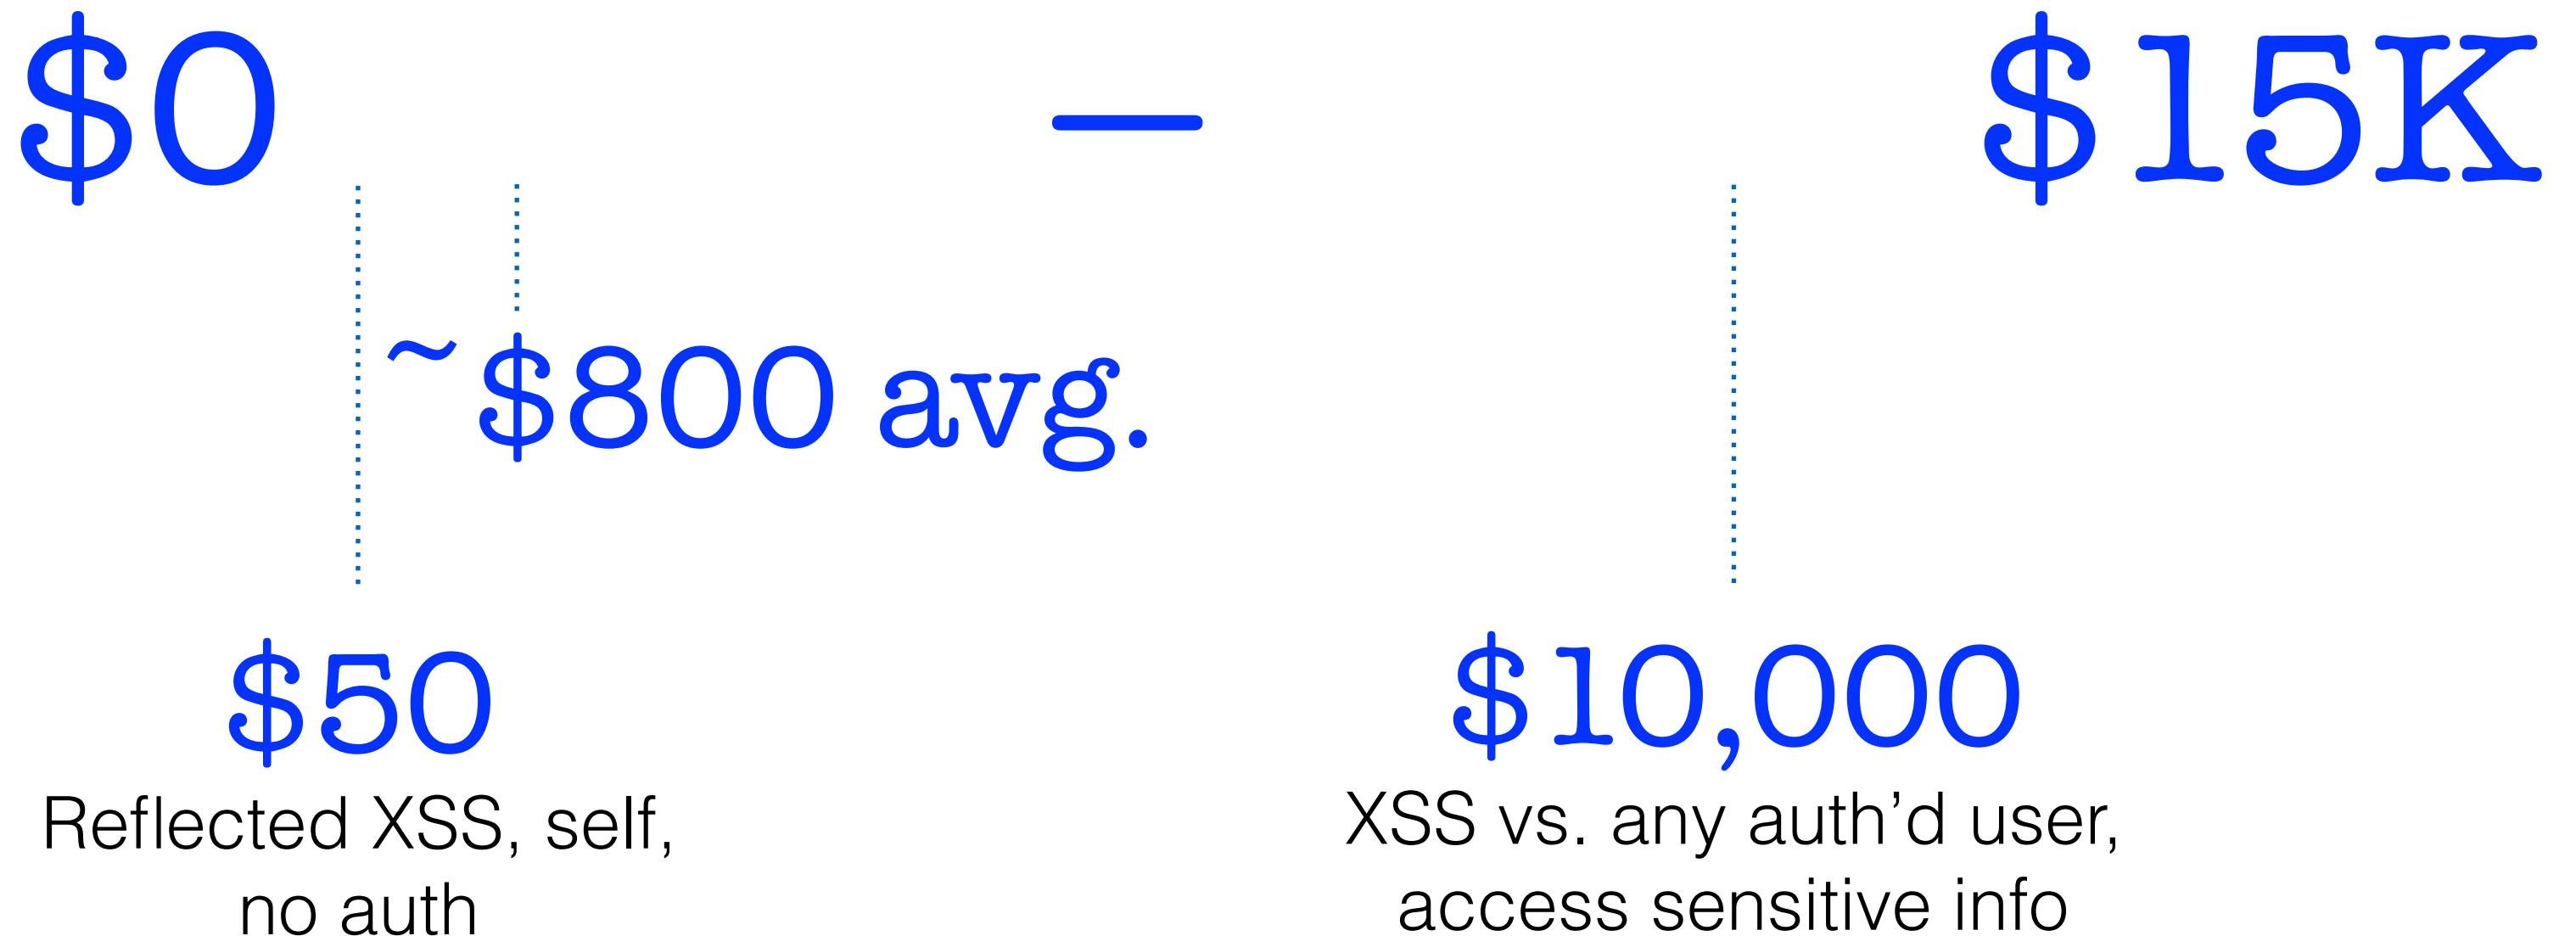 $0 — $15K
~$800 avg.
$50
Reflected XSS, self,
no auth
$10,000
XSS vs. any auth’d user,
access sensitive info